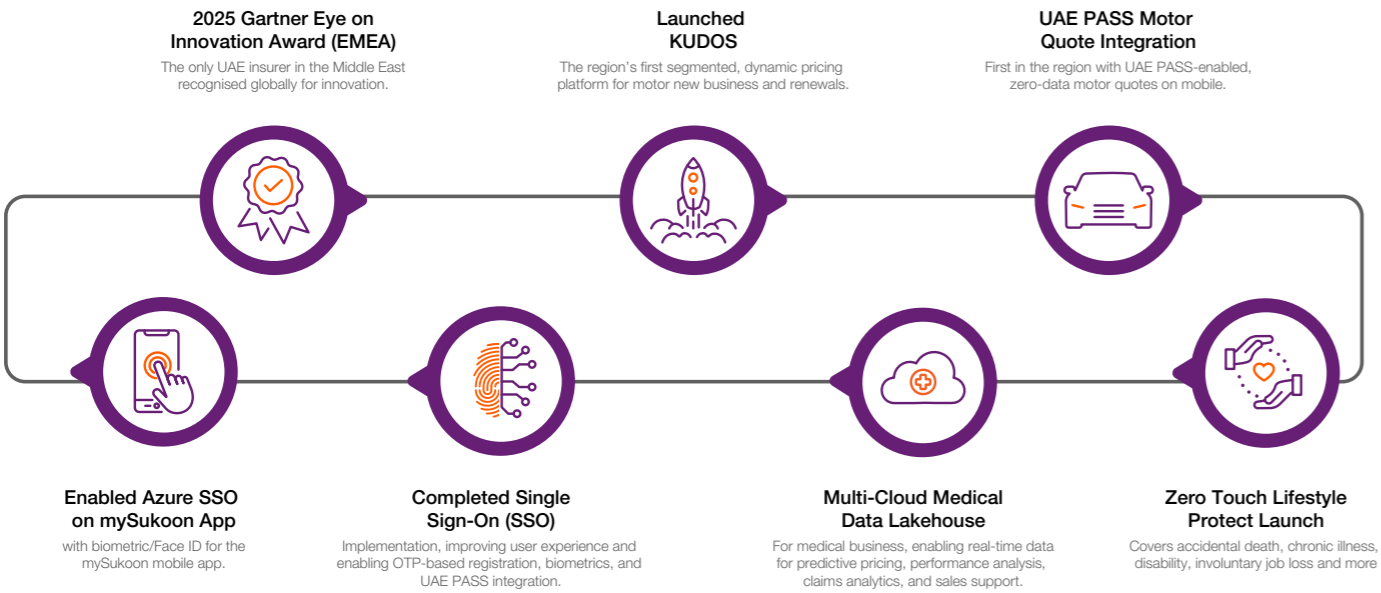 2025 Gartner Eye on
Innovation Award (EMEA)
The only UAE insurer in the Middle East
recognised globally for innovation.
Launched
KUDOS
The region's first segmented, dynamic pricing
platform for motor new business and renewals.
UAE PASS Motor
Quote Integration
First in the region with UAE PASS-enabled,
zero-data motor quotes on mobile.
Enabled Azure SSO
on mySukoon App
with biometric/Face ID for the
mySukoon mobile app.
Completed Single
Sign-On (SSO)
Implementation, improving user experience and
enabling OTP-based registration, biometrics, and
UAE PASS integration.
Multi-Cloud Medical
Data Lakehouse
For medical business, enabling real-time data
for predictive pricing, performance analysis,
claims analytics, and sales support.
Zero Touch Lifestyle
Protect Launch
Covers accidental death, chronic illness,
disability, involuntary job loss and more